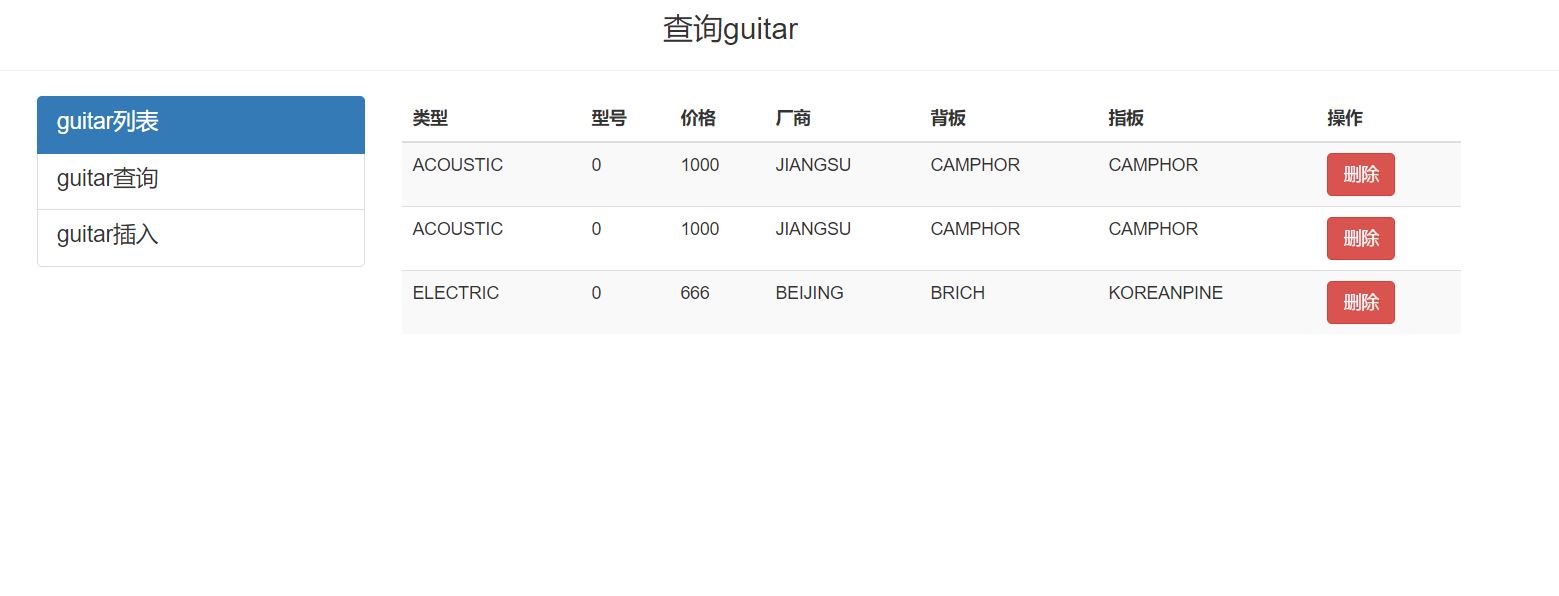 查询guitar
guitar列表
guitar查询
guitar插入
类型 型号 价格 厂商 背板 指板 操作
ACOUSTIC 0 1000 JIANGSU CAMPHOR CAMPHOR 删除
ACOUSTIC 0 1000 JIANGSU CAMPHOR CAMPHOR 删除
ELECTRIC 0 666 BEIJING BRICH KOREANPINE 删除